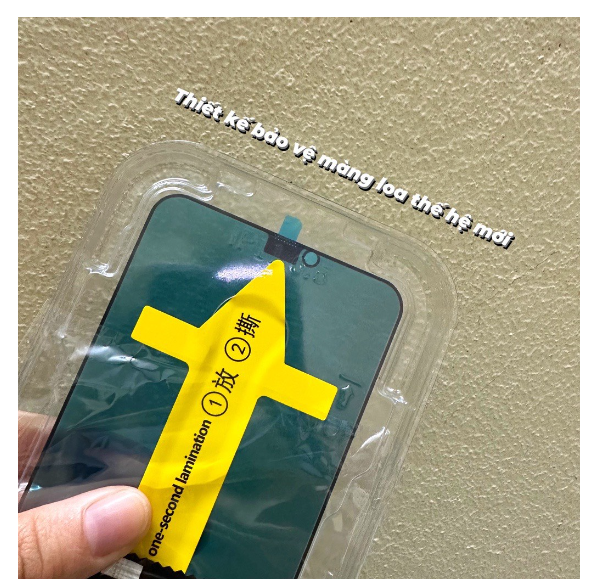 Thiết kế bảo vệ màng loa thế hệ mới
one-second lamination ① 放 ② 撕